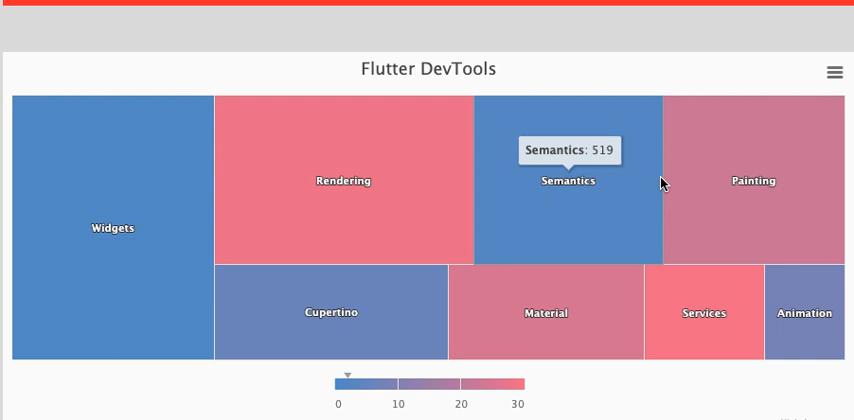 Flutter DevTools
Semantics: 519
Rendering
Semantics
Painting
Widgets
Cupertino
Material
Services
Animation
0 10 20 30